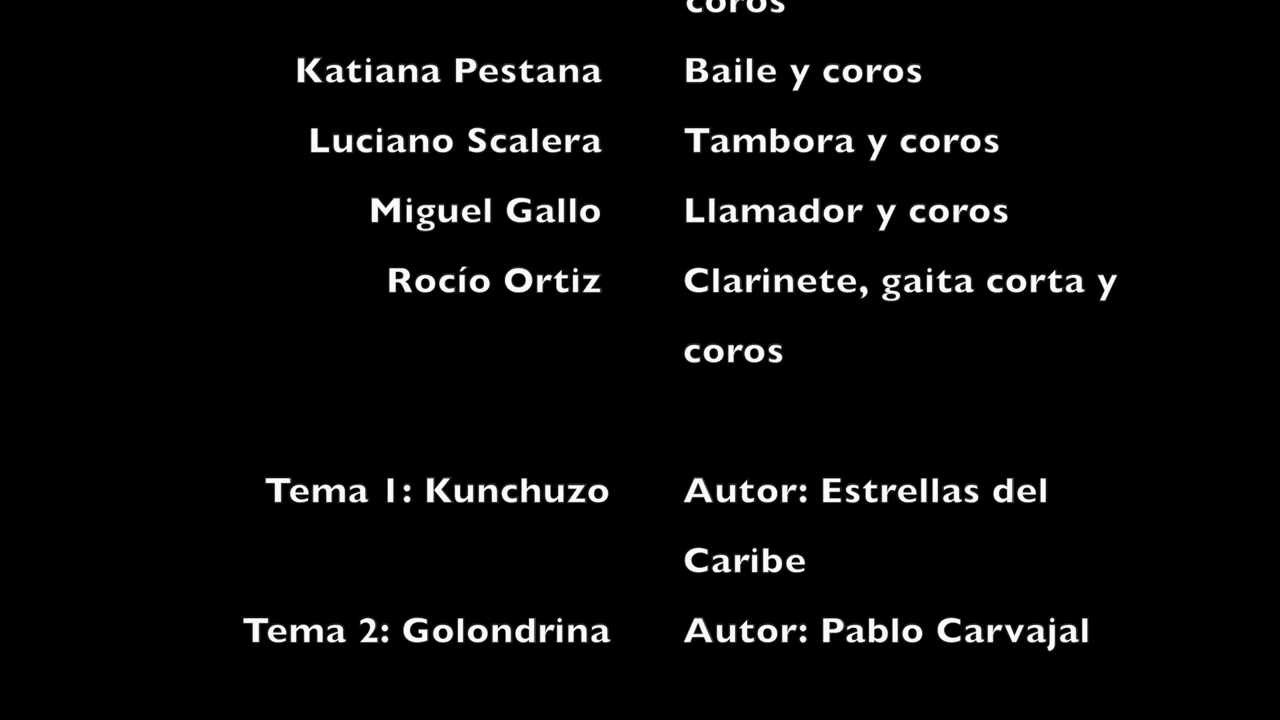 coros
Katiana Pestana Baile y coros
Luciano Scalera Tambora y coros
Miguel Gallo Llamador y coros
Rocío Ortiz Clarinete, gaita corta y
coros
Tema 1: Kunchuzo Autor: Estrellas del
Caribe
Tema 2: Golondrina Autor: Pablo Carvajal